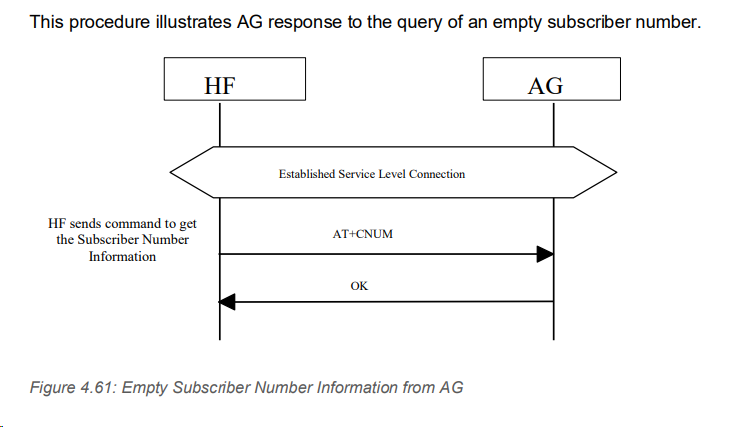 This procedure illustrates AG response to the query of an empty subscriber number.
HF
AG
Established Service Level Connection
HF sends command to get
the Subscriber Number
Information
AT+CNUM
OK
Figure 4.61: Empty Subscriber Number Information from AG